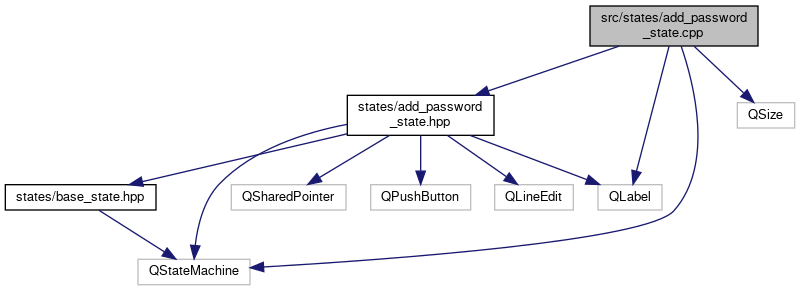 src/states/add_password
_state.cpp
states/add_password
_state.hpp
QSize
states/base_state.hpp
QSharedPointer
QPushButton
QLineEdit
QLabel
QStateMachine